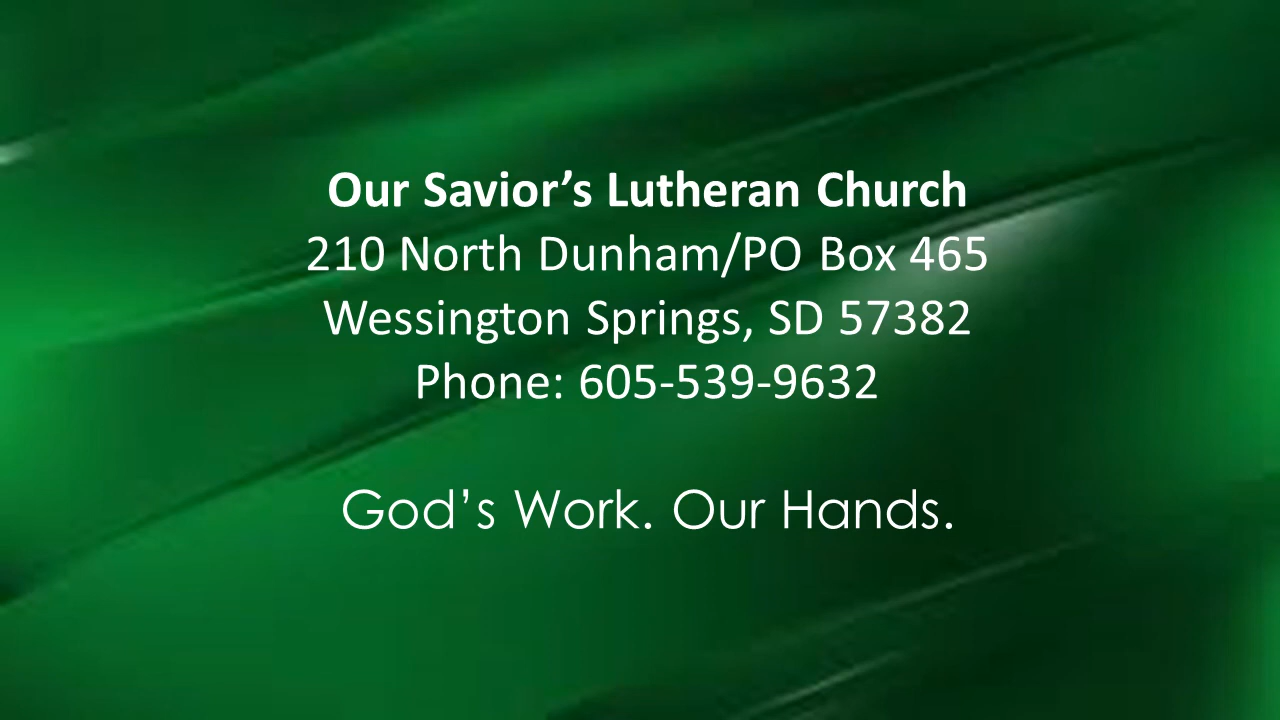 Our Savior’s Lutheran Church
210 North Dunham/PO Box 465
Wessington Springs, SD 57382
Phone: 605-539-9632
God’s Work. Our Hands.